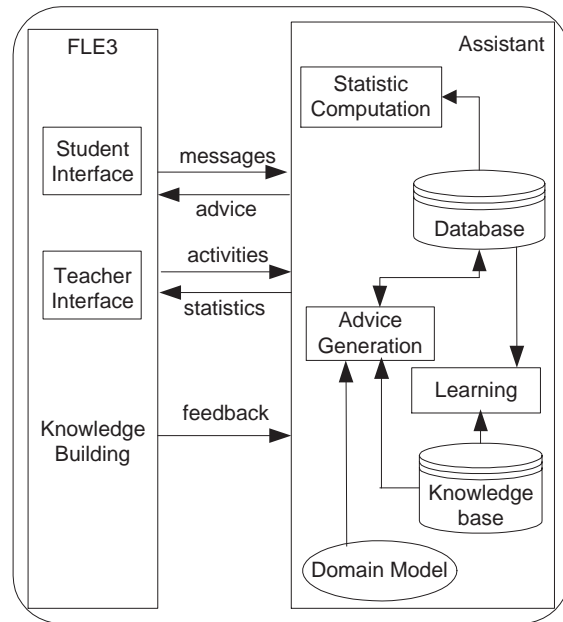 FLE3
Assistant
Statistic
Computation
Student
Interface
messages
advice
Database
Teacher
Interface
activities
statistics
Advice
Generation
Learning
Knowledge
Building
feedback
Knowledge
base
Domain Model